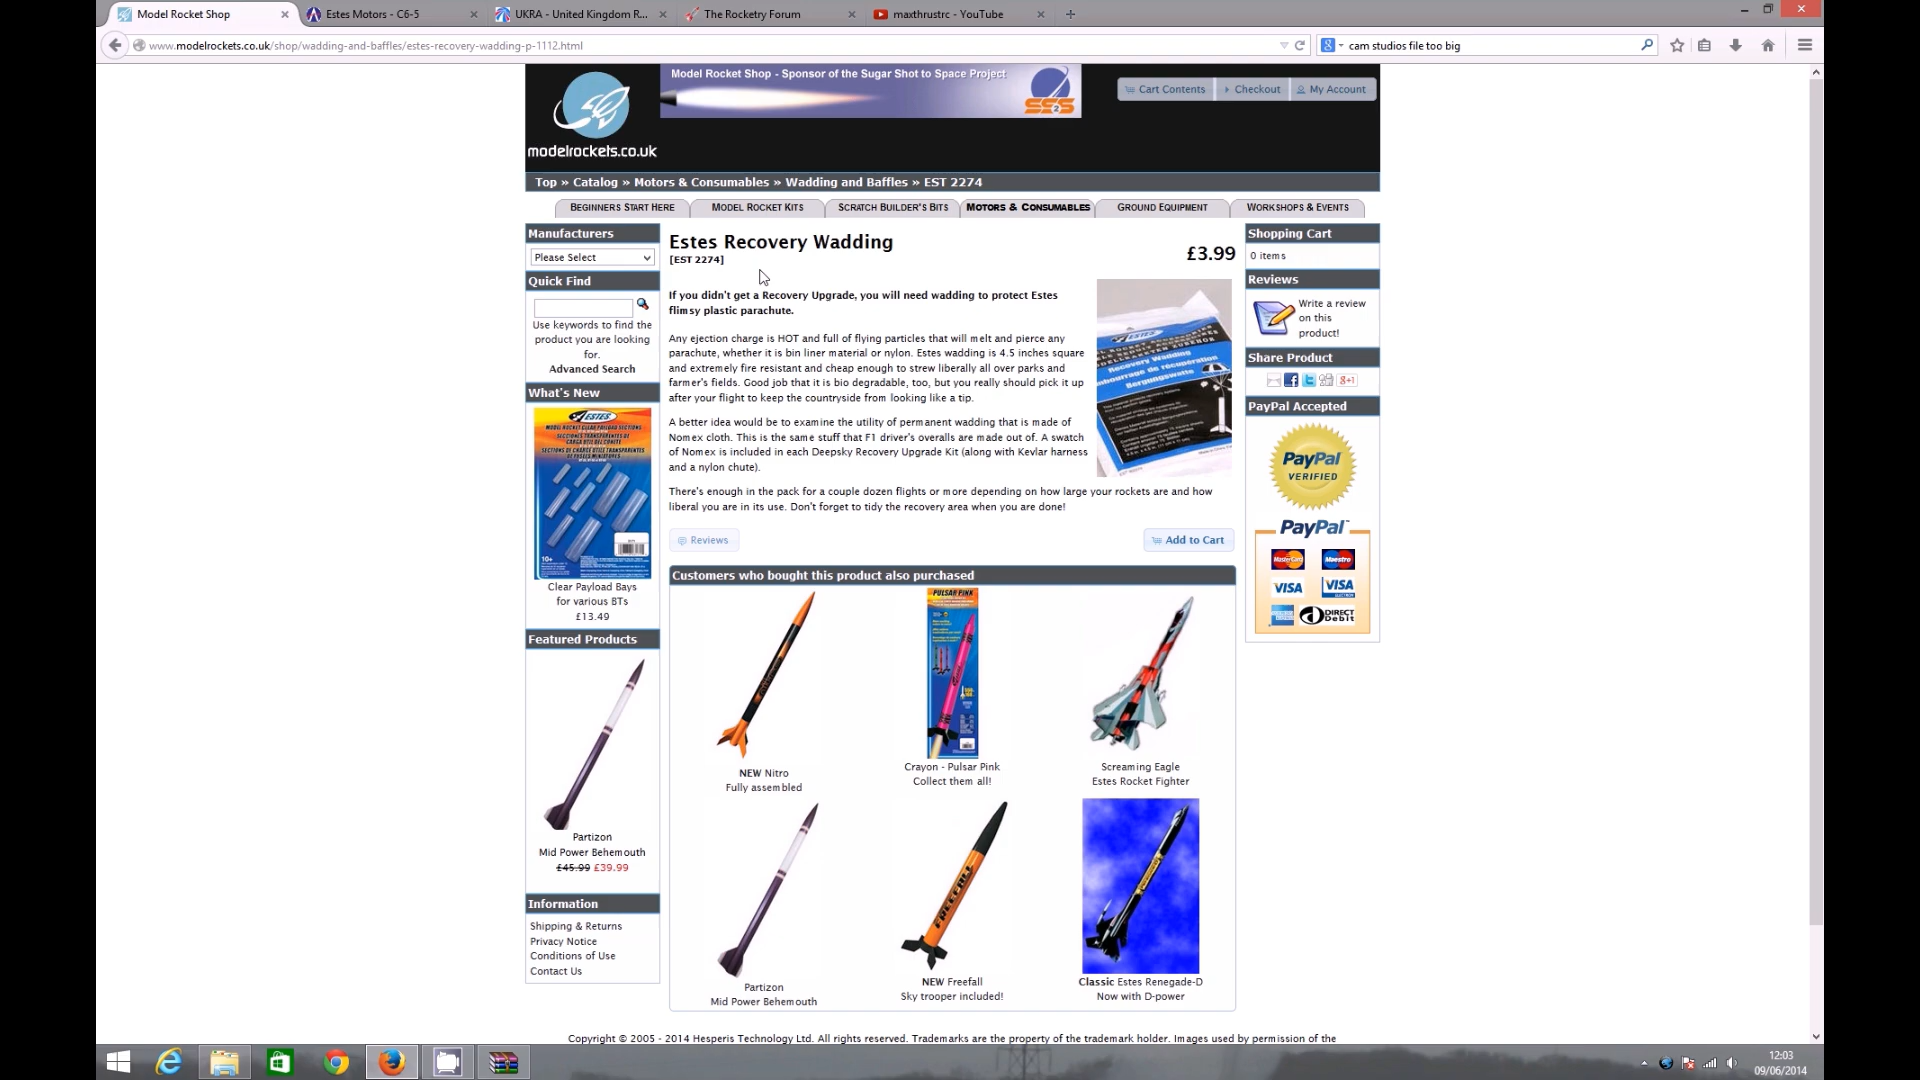 Model Rocket Shop
Estes Motors - C6-5
UKRA - United Kingdom R...
The Rocketry Forum
maxthrustrc - YouTube
www.modelrockets.co.uk/shop/wadding-and-baffles/estes-recovery-wadding-p-1112.html
cam studios file too big
modelrockets.co.uk
Model Rocket Shop - Sponsor of the Sugar Shot to Space Project
Cart Contents
Checkout
My Account
Top » Catalog » Motors & Consumables » Wadding and Baffles » EST 2274
BEGINNERS START HERE
MODEL ROCKET KITS
SCRATCH BUILDER'S BITS
MOTORS & CONSUMABLES
GROUND EQUIPMENT
WORKSHOPS & EVENTS
Manufacturers
Please Select
Quick Find
Use keywords to find the
product you are looking
for.
Advanced Search
What's New
ESTES
Clear Payload Bays
for various BTs
£13.49
Featured Products
Partizon
Mid Power Behemouth
£45.99 £39.99
Information
Shipping & Returns
Privacy Notice
Conditions of Use
Contact Us
Estes Recovery Wadding
[EST 2274]
£3.99
If you didn't get a Recovery Upgrade, you will need wadding to protect Estes
flimsy plastic parachute.
Any ejection charge is HOT and full of flying particles that will melt and pierce any
parachute, whether it is bin liner material or nylon. Estes wadding is 4.5 inches square
and extremely fire resistant and cheap enough to strew liberally all over parks and
farmer's fields. Good job that it is bio degradable, too, but you really should pick it up
after your flight to keep the countryside from looking like a tip.
A better idea would be to examine the utility of permanent wadding that is made of
Nomex cloth. This is the same stuff that F1 driver's overalls are made out of. A swatch
of Nomex is included in each Deepsky Recovery Upgrade Kit (along with Kevlar harness
and a nylon chute).
There's enough in the pack for a couple dozen flights or more depending on how large your rockets are and how
liberal you are in its use. Don't forget to tidy the recovery area when you are done!
Reviews
Add to Cart
Customers who bought this product also purchased
NEW Nitro
Fully assembled
PULSAR PINK
Crayon - Pulsar Pink
Collect them all!
Screaming Eagle
Estes Rocket Fighter
Partizon
Mid Power Behemouth
FREEFALL
NEW Freefall
Sky trooper included!
Classic Estes Renegade-D
Now with D-power
Shopping Cart
0 items
Reviews
Write a review
on this
product!
Share Product
PayPal Accepted
PayPal
VERIFIED
PayPal
MasterCard
Maestro
VISA
VISA
DIRECT
Debit
Copyright © 2005 - 2014 Hesperis Technology Ltd. All rights reserved. Trademarks are the property of the trademark holder. Images used by permission of the
12:03
09/06/2014